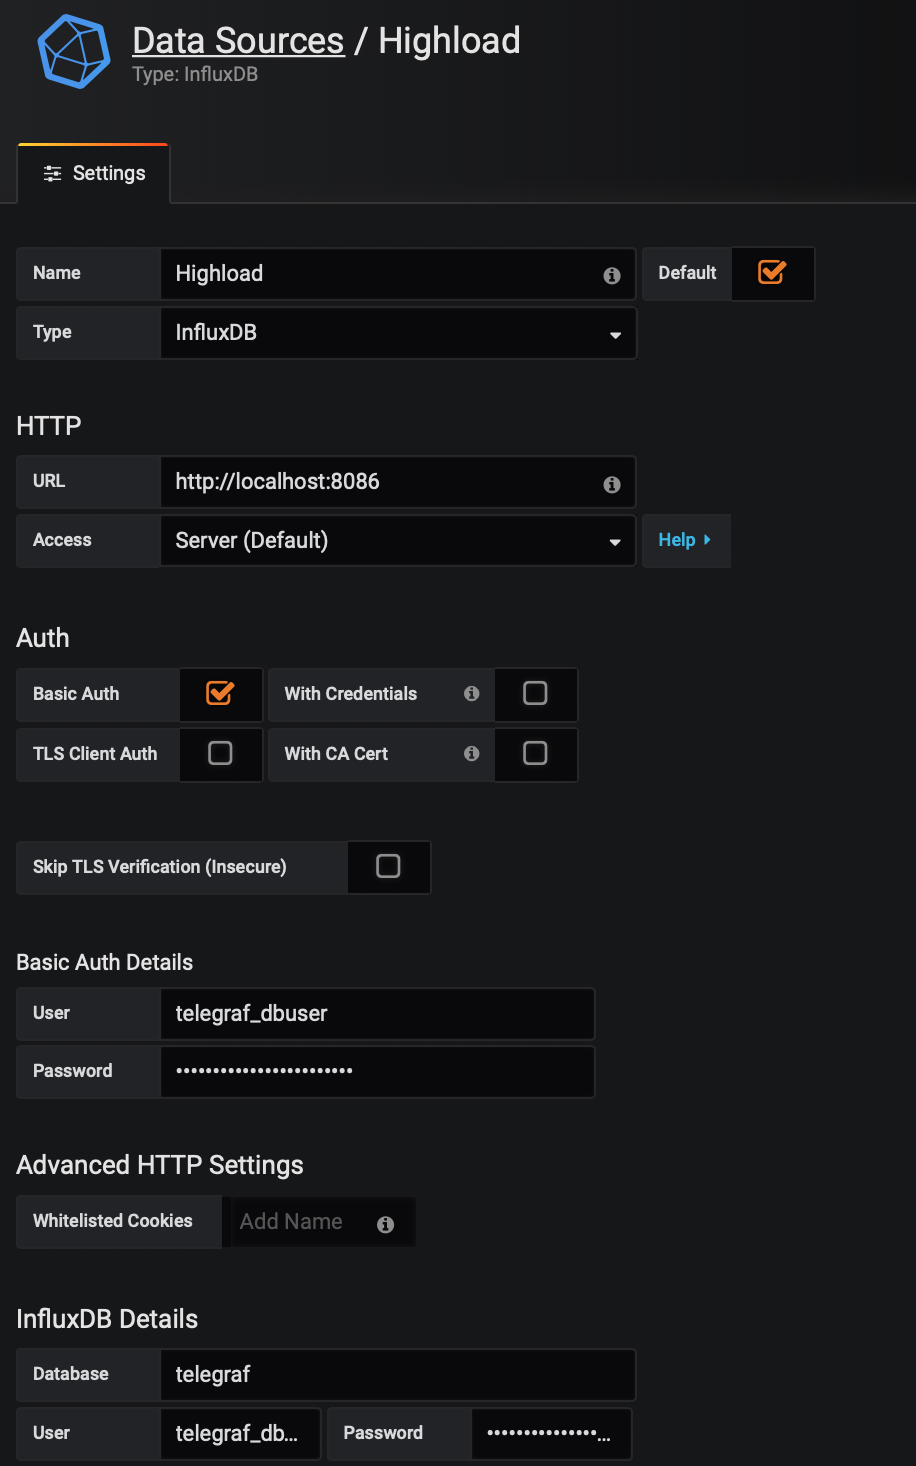 Data Sources / Highload
Type: InfluxDB
Settings
Name Highload Default
Type InfluxDB
HTTP
URL http://localhost:8086
Access Server (Default) Help
Auth
Basic Auth With Credentials
TLS Client Auth With CA Cert
Skip TLS Verification (Insecure)
Basic Auth Details
User telegraf_dbuser
Password ••••••••••••••••••••••••
Advanced HTTP Settings
Whitelisted Cookies Add Name
InfluxDB Details
Database telegraf
User telegraf_db... Password •••••••••••••••...